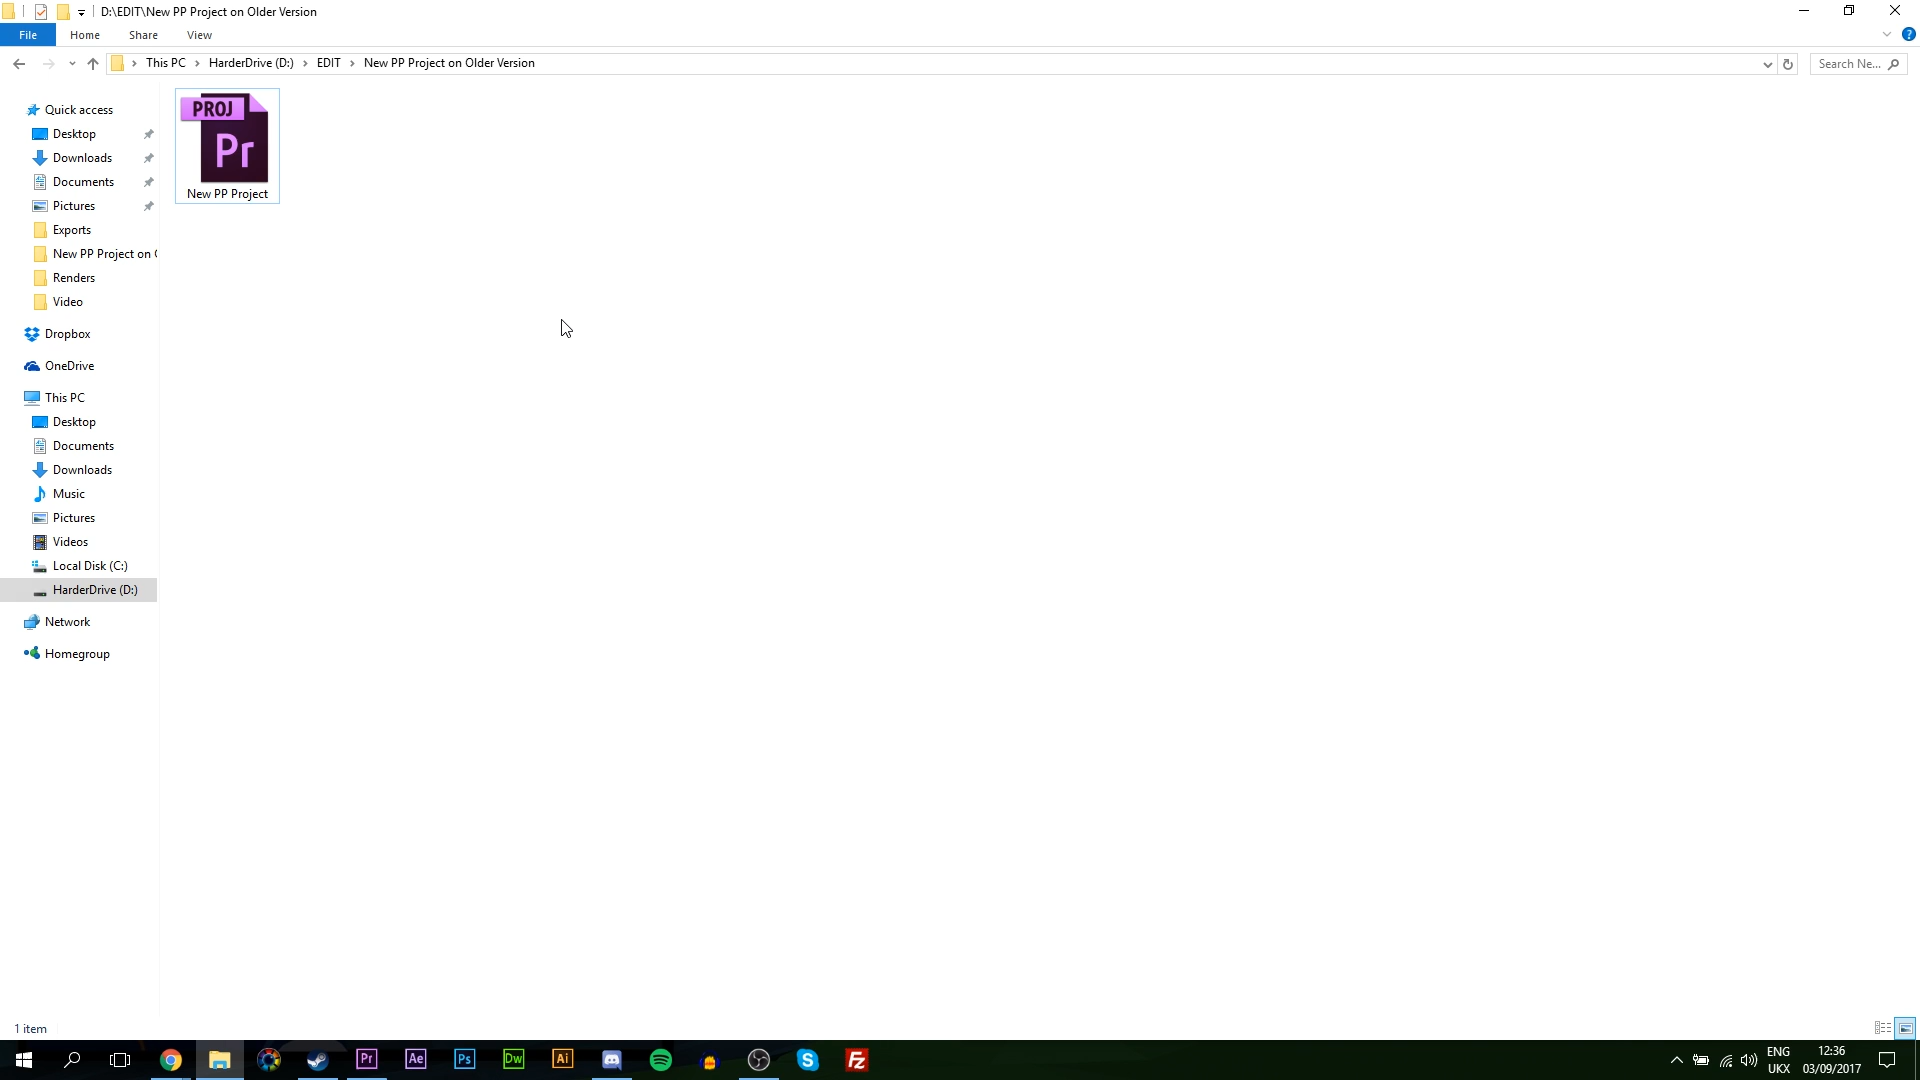 D:\EDIT\New PP Project on Older Version
File Home Share View
This PC HarderDrive (D:) EDIT New PP Project on Older Version
Search Ne...
Quick access
Desktop
Downloads
Documents
Pictures
Exports
New PP Project on
Renders
Video
Dropbox
OneDrive
This PC
Desktop
Documents
Downloads
Music
Pictures
Videos
Local Disk (C:)
HarderDrive (D:)
Network
Homegroup
PROJ
Pr
New PP Project
1 item
Pr Ae Ps Dw Ai S Fz
ENG
UKX
12:36
03/09/2017